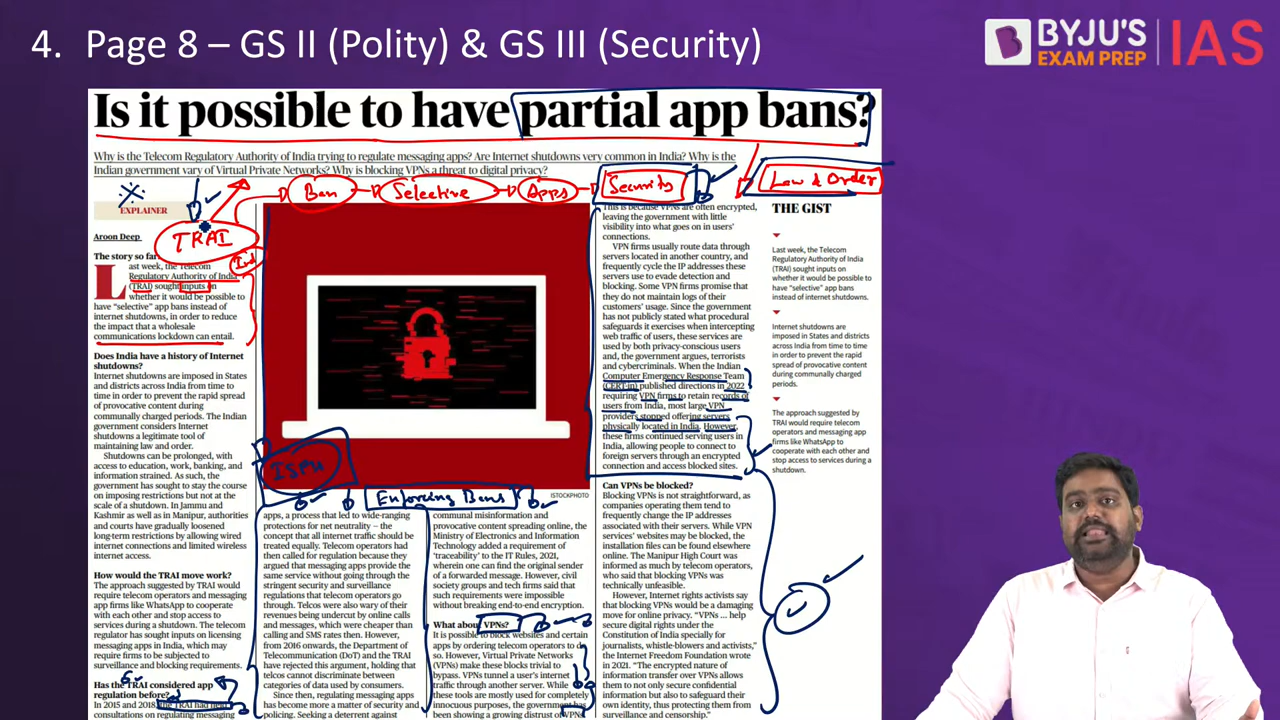 4. Page 8 – GS II (Polity) & GS III (Security)
BYJU'S
EXAM PREP
IAS
Is it possible to have partial app bans?
Why is the Telecom Regulatory Authority of India trying to regulate messaging apps? Are Internet shutdowns very common in India? Why is the
Indian government vary of Virtual Private Networks? Why is blocking VPNs a threat to digital privacy?
Ban
Selective
Apps
Security
Law & Order
EXPLAINER
TRAI
Aroon Deep
The story so far:
Last week, the Telecom
Regulatory Authority of India
(TRAI) sought inputs on
whether it would be possible to
have “selective” app bans instead of
internet shutdowns, in order to reduce
the impact that a wholesale
communications lockdown can entail.
Does India have a history of Internet
shutdowns?
Internet shutdowns are imposed in States
and districts across India from time to
time in order to prevent the rapid spread
of provocative content during
communally charged periods. The Indian
government considers Internet
shutdowns a legitimate tool of
maintaining law and order.
Shutdowns can be prolonged, with
access to education, work, banking, and
information strained. As such, the
government has sought to stay the course
on imposing restrictions but not at the
scale of a shutdown. In Jammu and
Kashmir as well as in Manipur, authorities
and courts have gradually loosened
long-term restrictions by allowing wired
internet connections and limited wireless
internet access.
How would the TRAI move work?
The approach suggested by TRAI would
require telecom operators and messaging
app firms like WhatsApp to cooperate
with each other and stop access to
services during a shutdown. The telecom
regulator has sought inputs on licensing
messaging apps in India, which may
require firms to be subjected to
surveillance and blocking requirements.
Has the TRAI considered app
regulation before?
In 2015 and 2018, the TRAI had held
consultations on regulating messaging
ISTOCKPHOTO
Enforcing Bans
apps, a process that led to wide-ranging
protections for net neutrality – the
concept that all internet traffic should be
treated equally. Telecom operators had
then called for regulation because they
argued that messaging apps provide the
same service without going through the
stringent security and surveillance
regulations that telecom operators go
through. Telcos were also wary of their
revenues being undercut by online calls
and messages, which were cheaper than
calling and SMS rates then. However,
from 2016 onwards, the Department of
Telecommunication (DoT) and the TRAI
have rejected this argument, holding that
telcos cannot discriminate between
categories of data used by consumers.
Since then, regulating messaging apps
has become more a matter of security and
policing. Seeking a deterrent against
communal misinformation and
provocative content spreading online, the
Ministry of Electronics and Information
Technology added a requirement of
‘traceability’ to the IT Rules, 2021,
wherein one can find the original sender
of a forwarded message. However, civil
society groups and tech firms said that
such requirements were impossible
without breaking end-to-end encryption.
What about VPNs?
It is possible to block websites and certain
apps by ordering telecom operators to do
so. However, Virtual Private Networks
(VPNs) make these blocks trivial to
bypass. VPNs tunnel a user's internet
traffic through another server. While
these tools are mostly used for completely
innocuous purposes, the government has
been showing a growing distrust of VPNs.
This is because VPNs are often encrypted,
leaving the government with little
visibility into what goes on in users'
connections.
VPN firms usually route data through
servers located in another country, and
frequently cycle the IP addresses these
servers use to evade detection and
blocking. Some VPN firms promise that
they do not maintain logs of their
customers' usage. Since the government
has not publicly stated what procedural
safeguards it exercises when intercepting
web traffic of users, these services are
used by both privacy-conscious users
and, the government argues, terrorists
and cybercriminals. When the Indian
Computer Emergency Response Team
(CERT-in) published directions in 2022
requiring VPN firms to retain records of
users from India, most large VPN
providers stopped offering servers
physically located in India. However,
these firms continued serving users in
India, allowing people to connect to
foreign servers through an encrypted
connection and access blocked sites.
Can VPNs be blocked?
Blocking VPNs is not straightforward, as
companies operating them tend to
frequently change the IP addresses
associated with their servers. While VPN
services' websites may be blocked, the
installation files can be found elsewhere
online. The Manipur High Court was
informed as much by telecom operators,
who said that blocking VPNs was
technically unfeasible.
However, Internet rights activists say
that blocking VPNs would be a damaging
move for online privacy. “VPNs ... help
secure digital rights under the
Constitution of India specially for
journalists, whistle-blowers and activists,”
the Internet Freedom Foundation wrote
in 2021. “The encrypted nature of
information transfer over VPNs allows
them to not only secure confidential
information but also to safeguard their
own identity, thus protecting them from
surveillance and censorship.”
THE GIST
Last week, the Telecom
Regulatory Authority of India
(TRAI) sought inputs on
whether it would be possible to
have “selective” app bans
instead of internet shutdowns.
Internet shutdowns are
imposed in States and districts
across India from time to time
in order to prevent the rapid
spread of provocative content
during communally charged
periods.
The approach suggested by
TRAI would require telecom
operators and messaging app
firms like WhatsApp to
cooperate with each other and
stop access to services during a
shutdown.